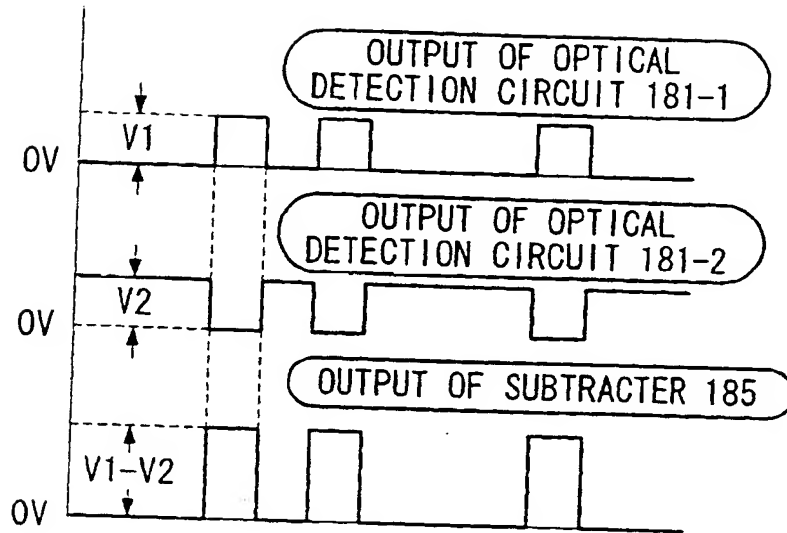 OUTPUT OF OPTICAL
DETECTION CIRCUIT 181-1
V1
0V
OUTPUT OF OPTICAL
DETECTION CIRCUIT 181-2
V2
0V
OUTPUT OF SUBTRACTER 185
V1-V2
0V